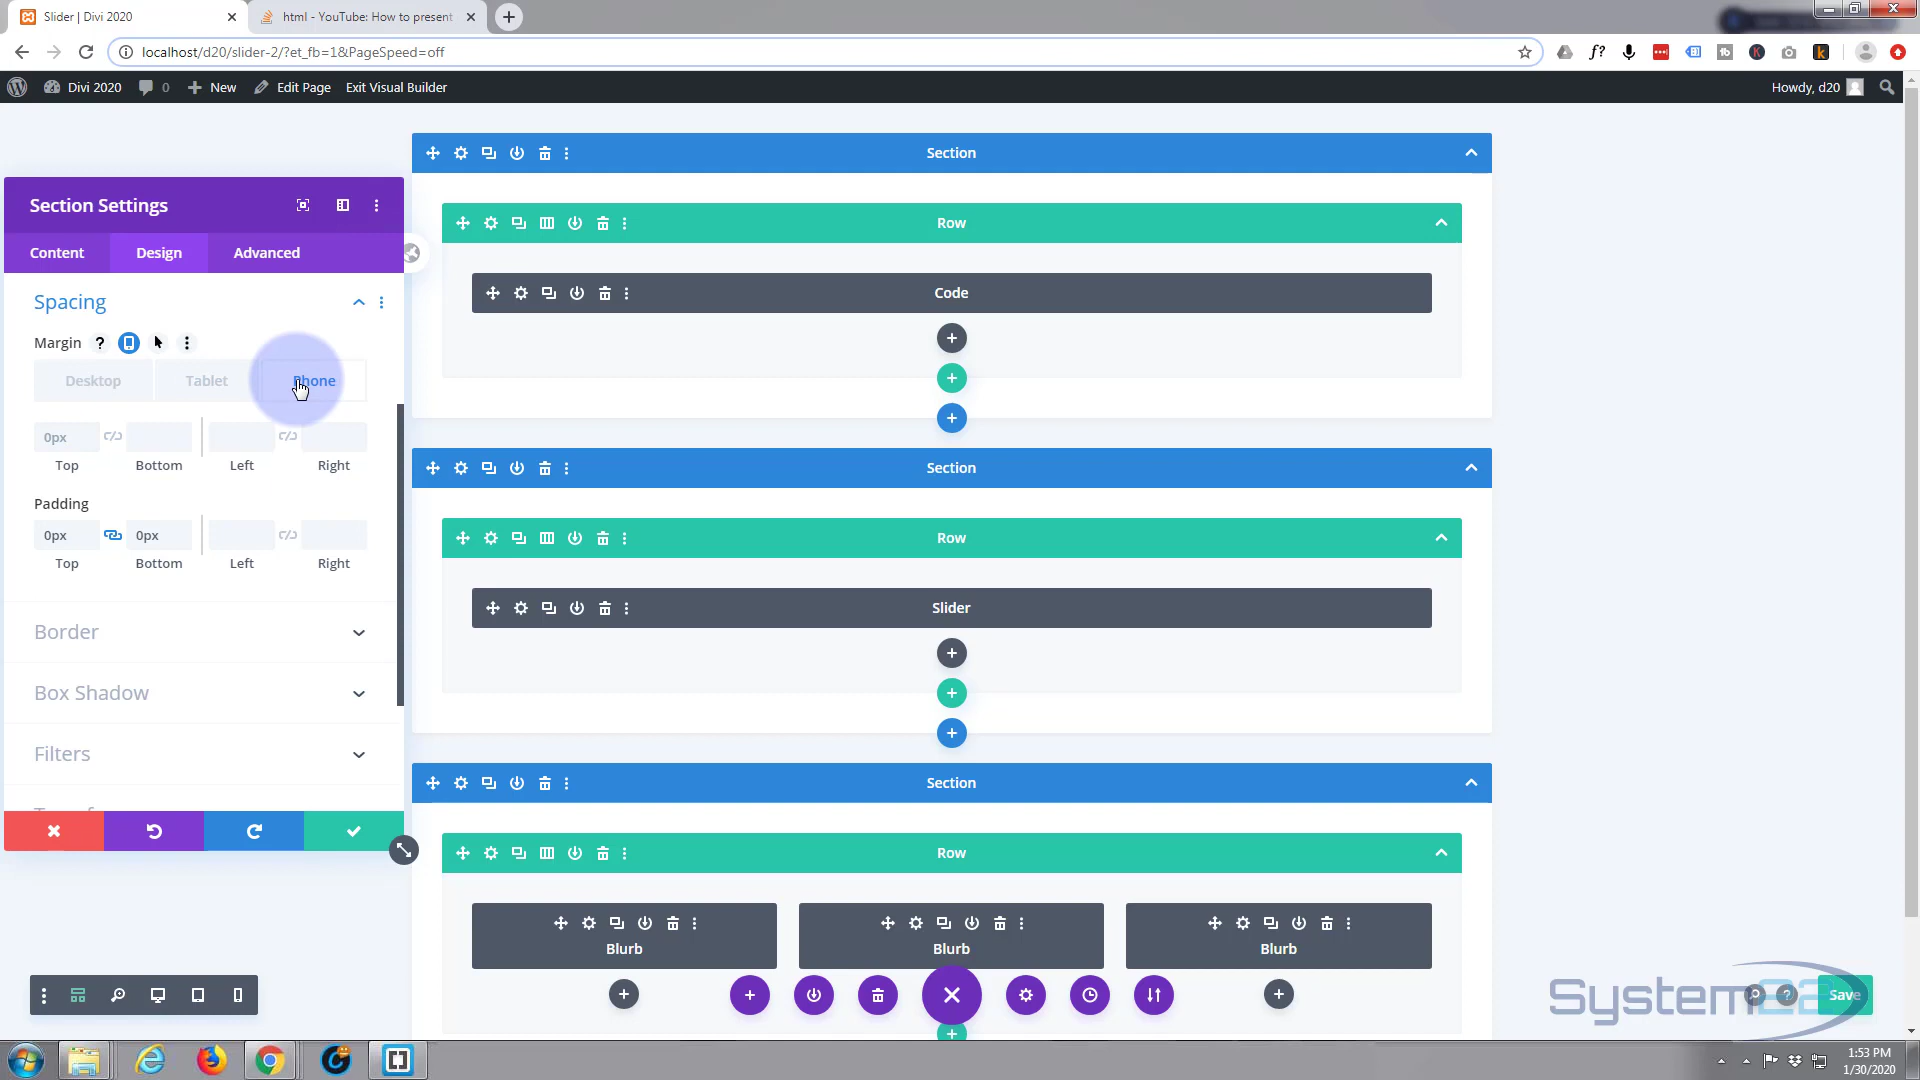 Slider | Divi 2020
html - YouTube: How to present
localhost/d20/slider-2/?et_fb=1&PageSpeed=off
f?
Divi 2020
0
New
Edit Page
Exit Visual Builder
Howdy, d20
Section
Section Settings
Row
Content
Design
Advanced
Code
Spacing
Margin
?
Desktop
Tablet
Phone
0px
Top
Bottom
Left
Right
Section
Padding
0px
0px
Top
Bottom
Left
Right
Row
Slider
Border
Box Shadow
Filters
Section
Row
Blurb
Blurb
Blurb
System22
?
Save
1:53 PM
1/30/2020